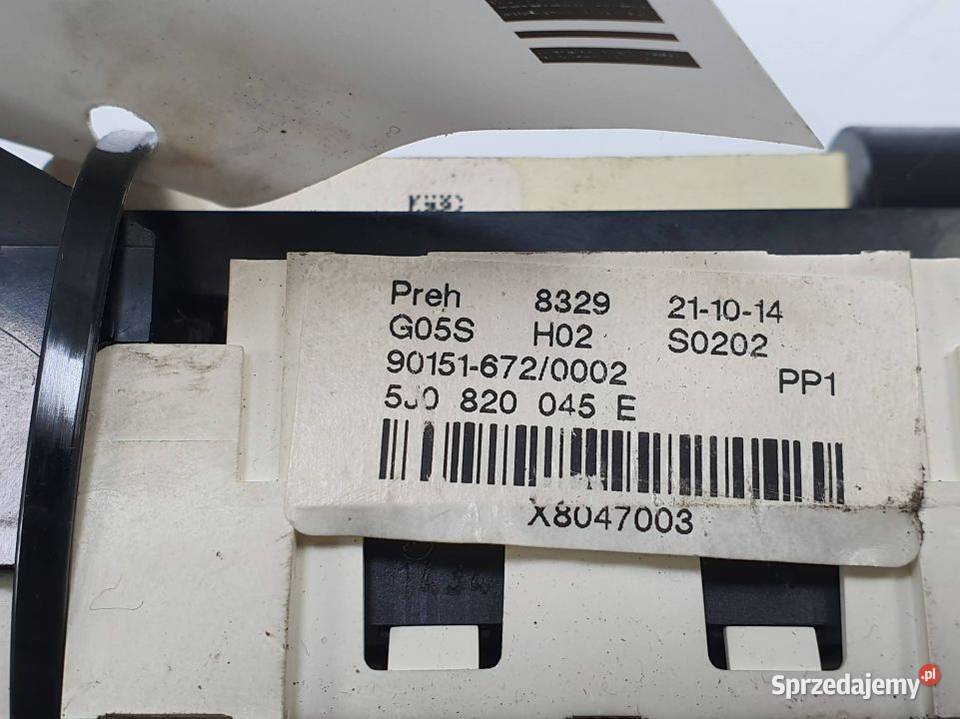 Preh 8329 21-10-14
G05S H02 S0202
90151-672/0002 PP1
5J0 820 045 E
X8047003
Sprzedajemy.pl